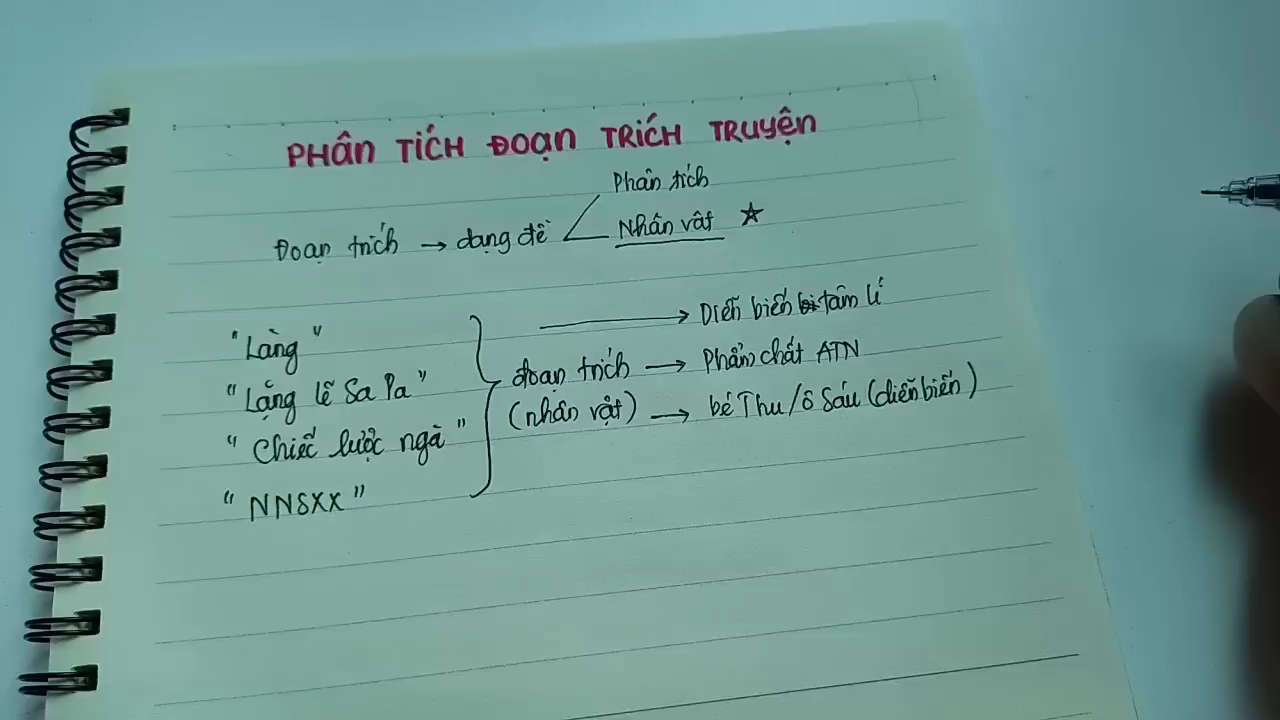 PHÂN TÍCH ĐOẠN TRÍCH TRUYỆN
Phân tích
Đoạn trích → dạng đề Nhân vật ☆
"Làng" → Diễn biến tâm lí
"Lặng lẽ Sa Pa" đoạn trích → Phẩm chất ATN
"Chiếc lược ngà" (nhân vật) → bé Thu/ô Sáu (diễn biến)
"NNSXX"